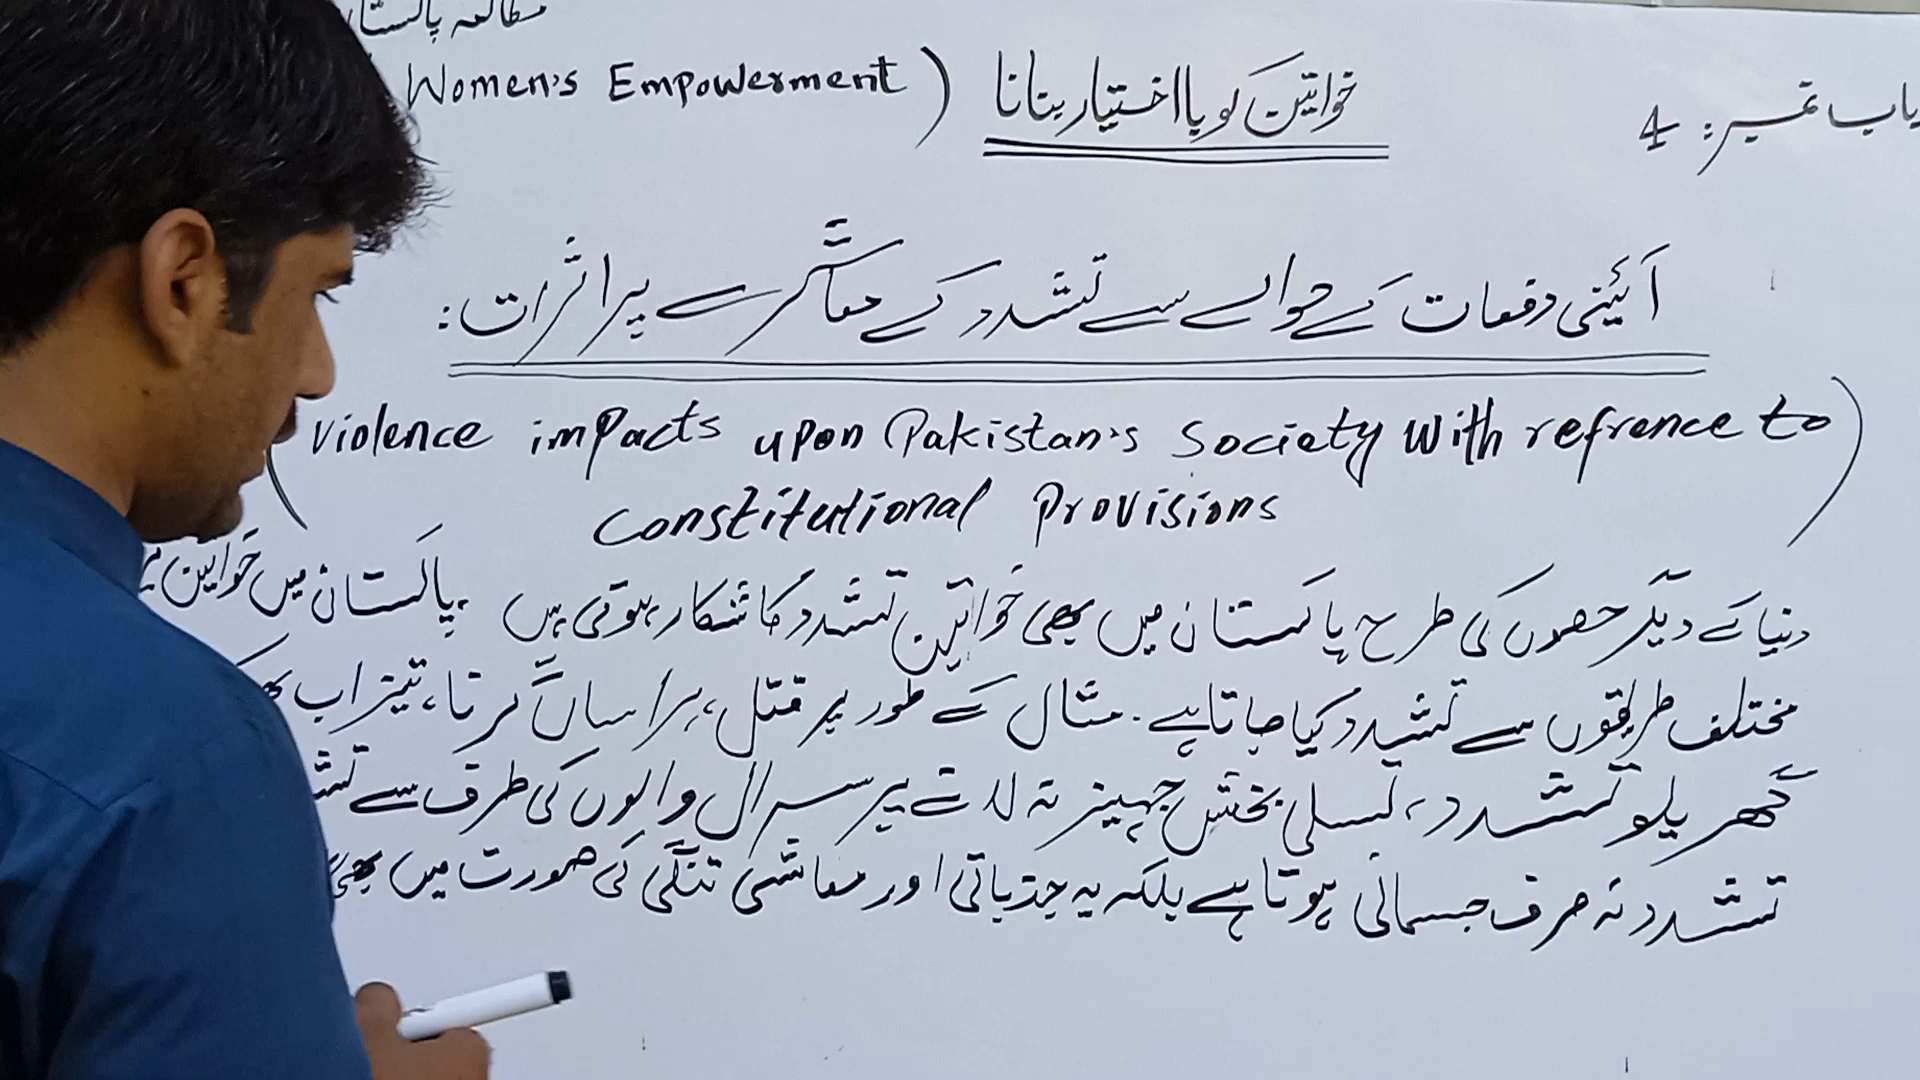 مطالعہ پاکستان
باب نمبر: 4 خواتین کو بااختیار بنانا (Women's Empowerment
آئینی دفعات کے حوالے سے تشدد کے معاشرے پر اثرات:
(violence impacts upon Pakistan's Society with refrence to
constitutional Provisions)
دنیا کے دیگر حصوں کی طرح پاکستان میں بھی خواتین تشدد کا شکار ہوتی ہیں۔ پاکستان میں خواتین
مختلف طریقوں سے تشدد کیا جاتا ہے۔ مثال کے طور پر قتل، ہراساں کرنا، تیزاب
گھریلو تشدد، تسلی بخش جہیز نہ لانے پر سسرال والوں کی طرف سے
تشدد نہ صرف جسمانی ہوتا ہے بلکہ یہ جذباتی اور معاشی تنگی کی صورت میں بھی